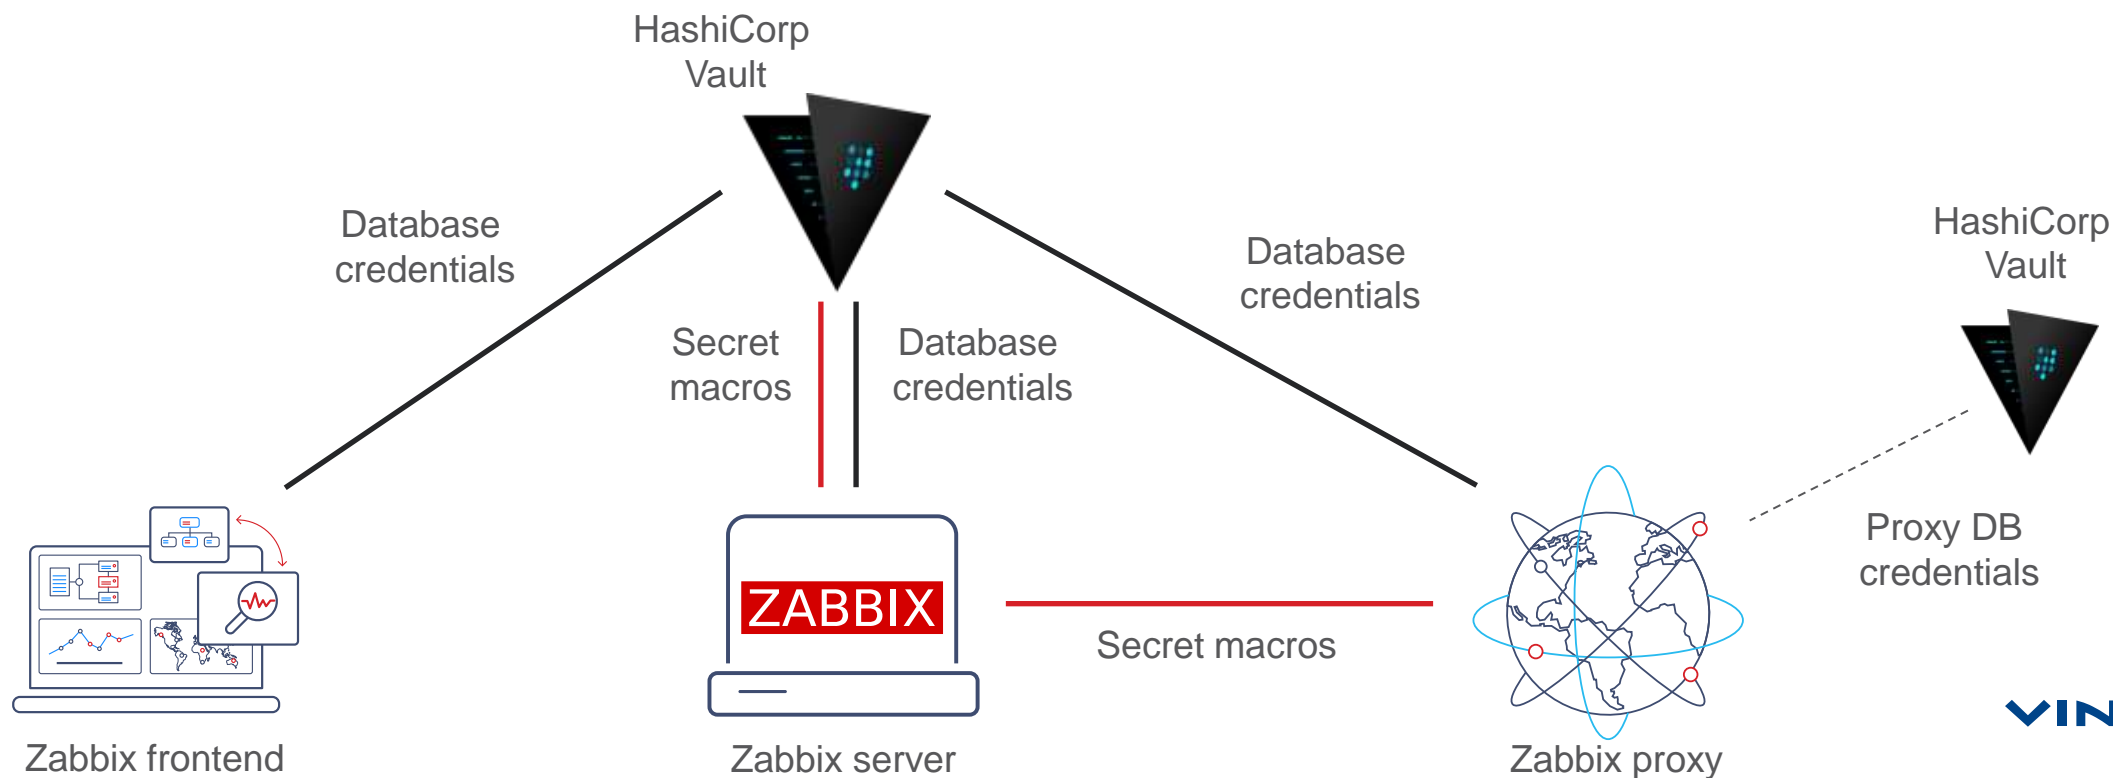 HashiCorp
Vault
Database
credentials
Database
credentials
HashiCorp
Vault
Secret
macros
Database
credentials
Proxy DB
credentials
ZABBIX
Secret macros
VIN
Zabbix frontend
Zabbix server
Zabbix proxy